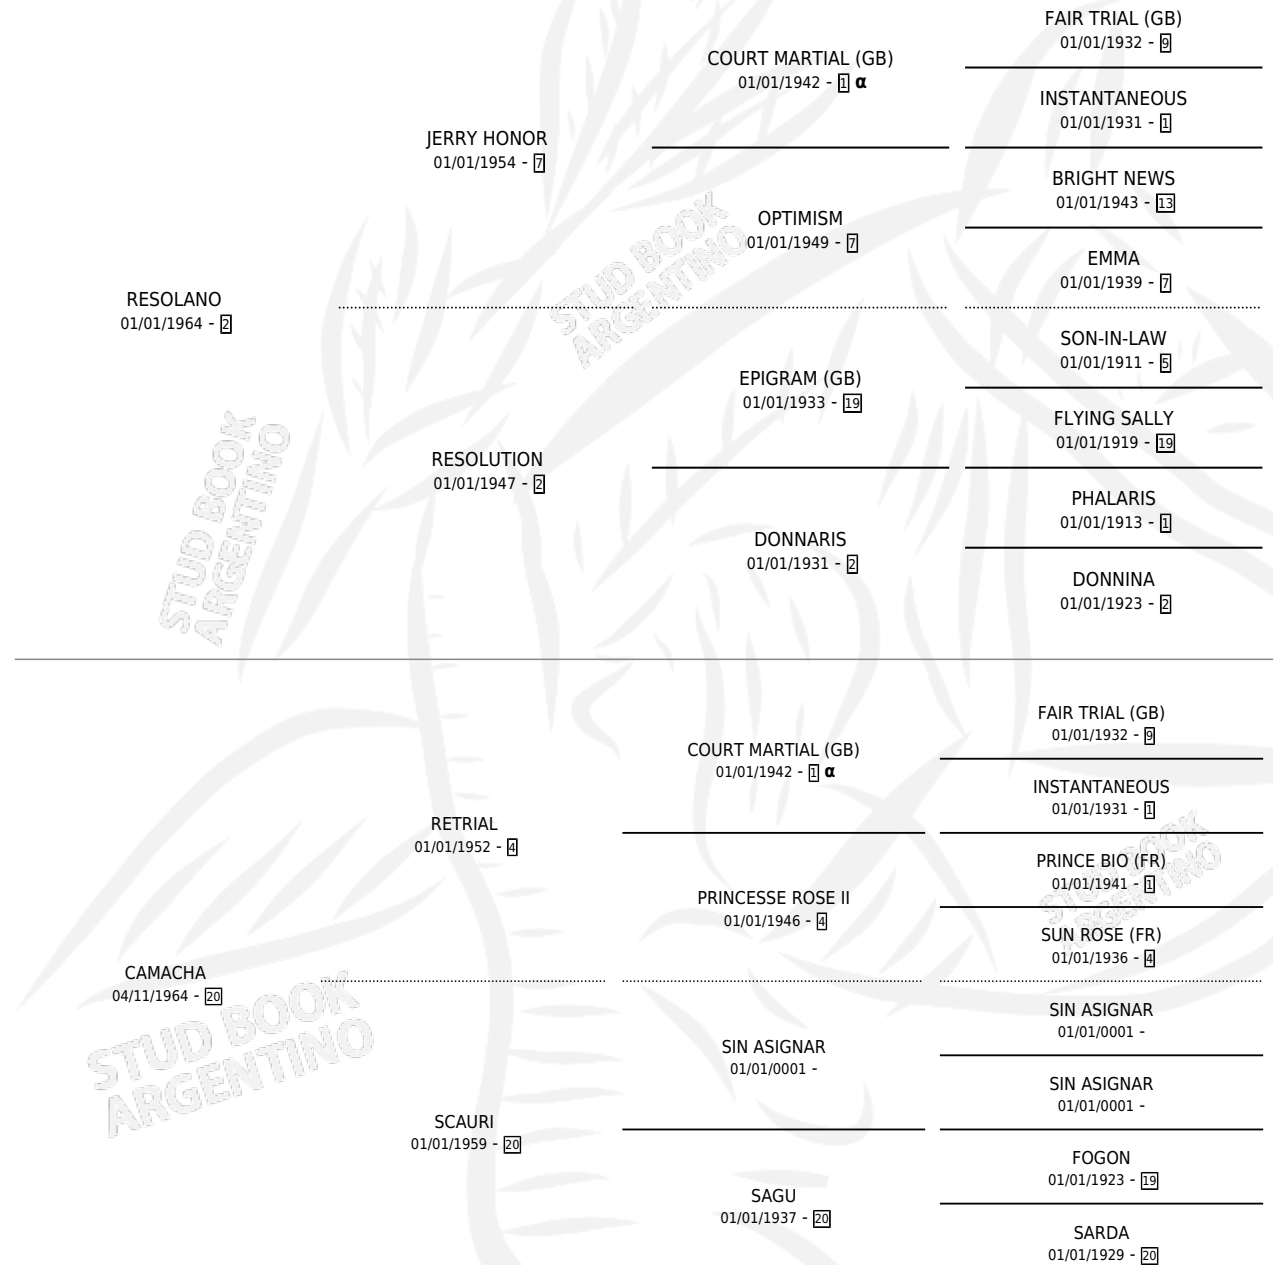 FAIR TRIAL (GB)
01/01/1932 - 9
COURT MARTIAL (GB)
01/01/1942 - 1 α
INSTANTANEOUS
01/01/1931 - 1
JERRY HONOR
01/01/1954 - 7
BRIGHT NEWS
01/01/1943 - 13
OPTIMISM
01/01/1949 - 7
EMMA
01/01/1939 - 7
RESOLANO
01/01/1964 - 2
SON-IN-LAW
01/01/1911 - 5
EPIGRAM (GB)
01/01/1933 - 19
FLYING SALLY
01/01/1919 - 19
RESOLUTION
01/01/1947 - 2
PHALARIS
01/01/1913 - 1
DONNARIS
01/01/1931 - 2
DONNINA
01/01/1923 - 2
FAIR TRIAL (GB)
01/01/1932 - 9
COURT MARTIAL (GB)
01/01/1942 - 1 α
INSTANTANEOUS
01/01/1931 - 1
RETRIAL
01/01/1952 - 4
PRINCE BIO (FR)
01/01/1941 - 1
PRINCESSE ROSE II
01/01/1946 - 4
SUN ROSE (FR)
01/01/1936 - 4
CAMACHA
04/11/1964 - 20
SIN ASIGNAR
01/01/0001 -
SIN ASIGNAR
01/01/0001 -
SIN ASIGNAR
01/01/0001 -
SCAURI
01/01/1959 - 20
FOGON
01/01/1923 - 19
SAGU
01/01/1937 - 20
SARDA
01/01/1929 - 20
STUD BOOK
ARGENTINO
STUD BOOK
ARGENTINO
STUD BOOK
ARGENTINO
STUD BOOK
ARGENTINO